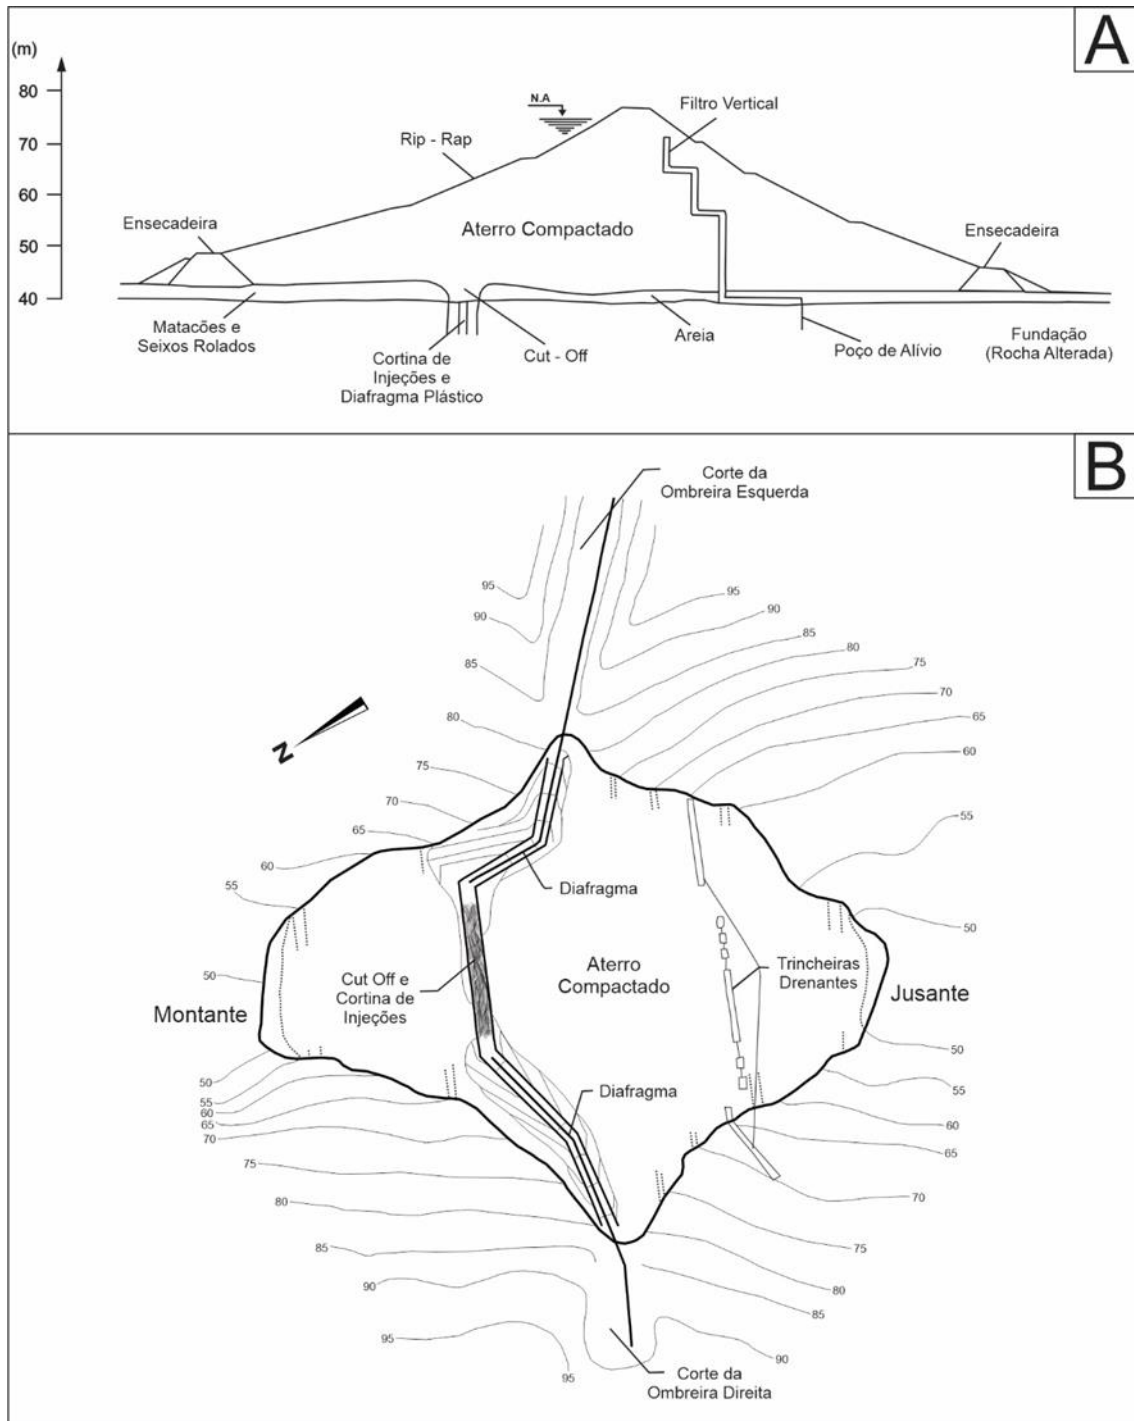 A
(m)
80
70
60
50
40
N.A
Filtro Vertical
Rip - Rap
Ensecadeira
Aterro Compactado
Ensecadeira
Matacões e
Seixos Rolados
Cortina de
Injeções e
Diafragma Plástico
Cut - Off
Areia
Poço de Alívio
Fundação
(Rocha Alterada)
B
Corte da
Ombreira Esquerda
95
90
85
80
75
70
65
60
55
50
95
90
85
80
75
70
65
60
55
50
N
Diafragma
Cut Off e
Cortina de
Injeções
Aterro
Compactado
Trincheiras
Drenantes
Montante
Jusante
Diafragma
50
55
60
65
70
75
80
85
90
95
95
50
55
60
65
70
75
80
85
90
Corte da
Ombreira Direita